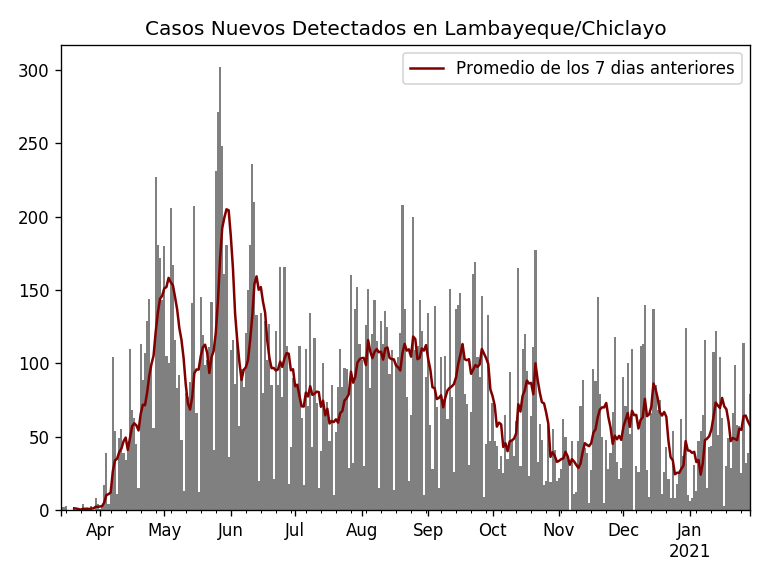 Casos Nuevos Detectados en Lambayeque/Chiclayo
Promedio de los 7 dias anteriores
300
250
200
150
100
50
0
Apr May Jun Jul Aug Sep Oct Nov Dec Jan
2021